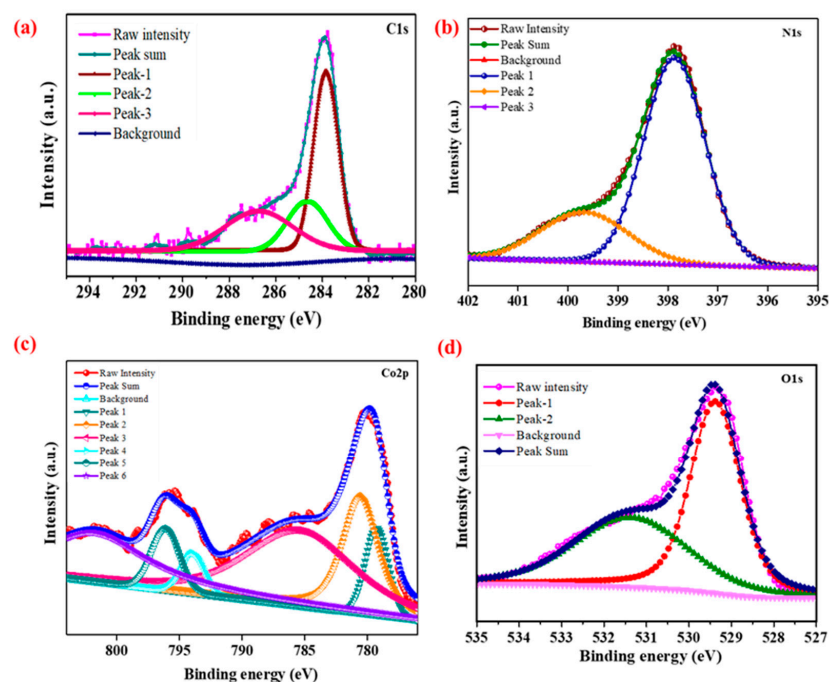 (a)
C1s
Raw intensity
Peak sum
Peak-1
Peak-2
Peak-3
Background
Intensity (a.u.)
294 292 290 288 286 284 282 280
Binding energy (eV)
(b)
N1s
Raw Intensity
Peak Sum
Background
Peak 1
Peak 2
Peak 3
Intensity (a.u.)
402 401 400 399 398 397 396 395
Binding energy (eV)
(c)
Co2p
Raw Intensity
Peak Sum
Background
Peak 1
Peak 2
Peak 3
Peak 4
Peak 5
Peak 6
Intensity (a.u.)
800 795 790 785 780
Binding energy (eV)
(d)
O1s
Raw intensity
Peak-1
Peak-2
Background
Peak Sum
Intensity (a.u.)
535 534 533 532 531 530 529 528 527
Binding energy (eV)